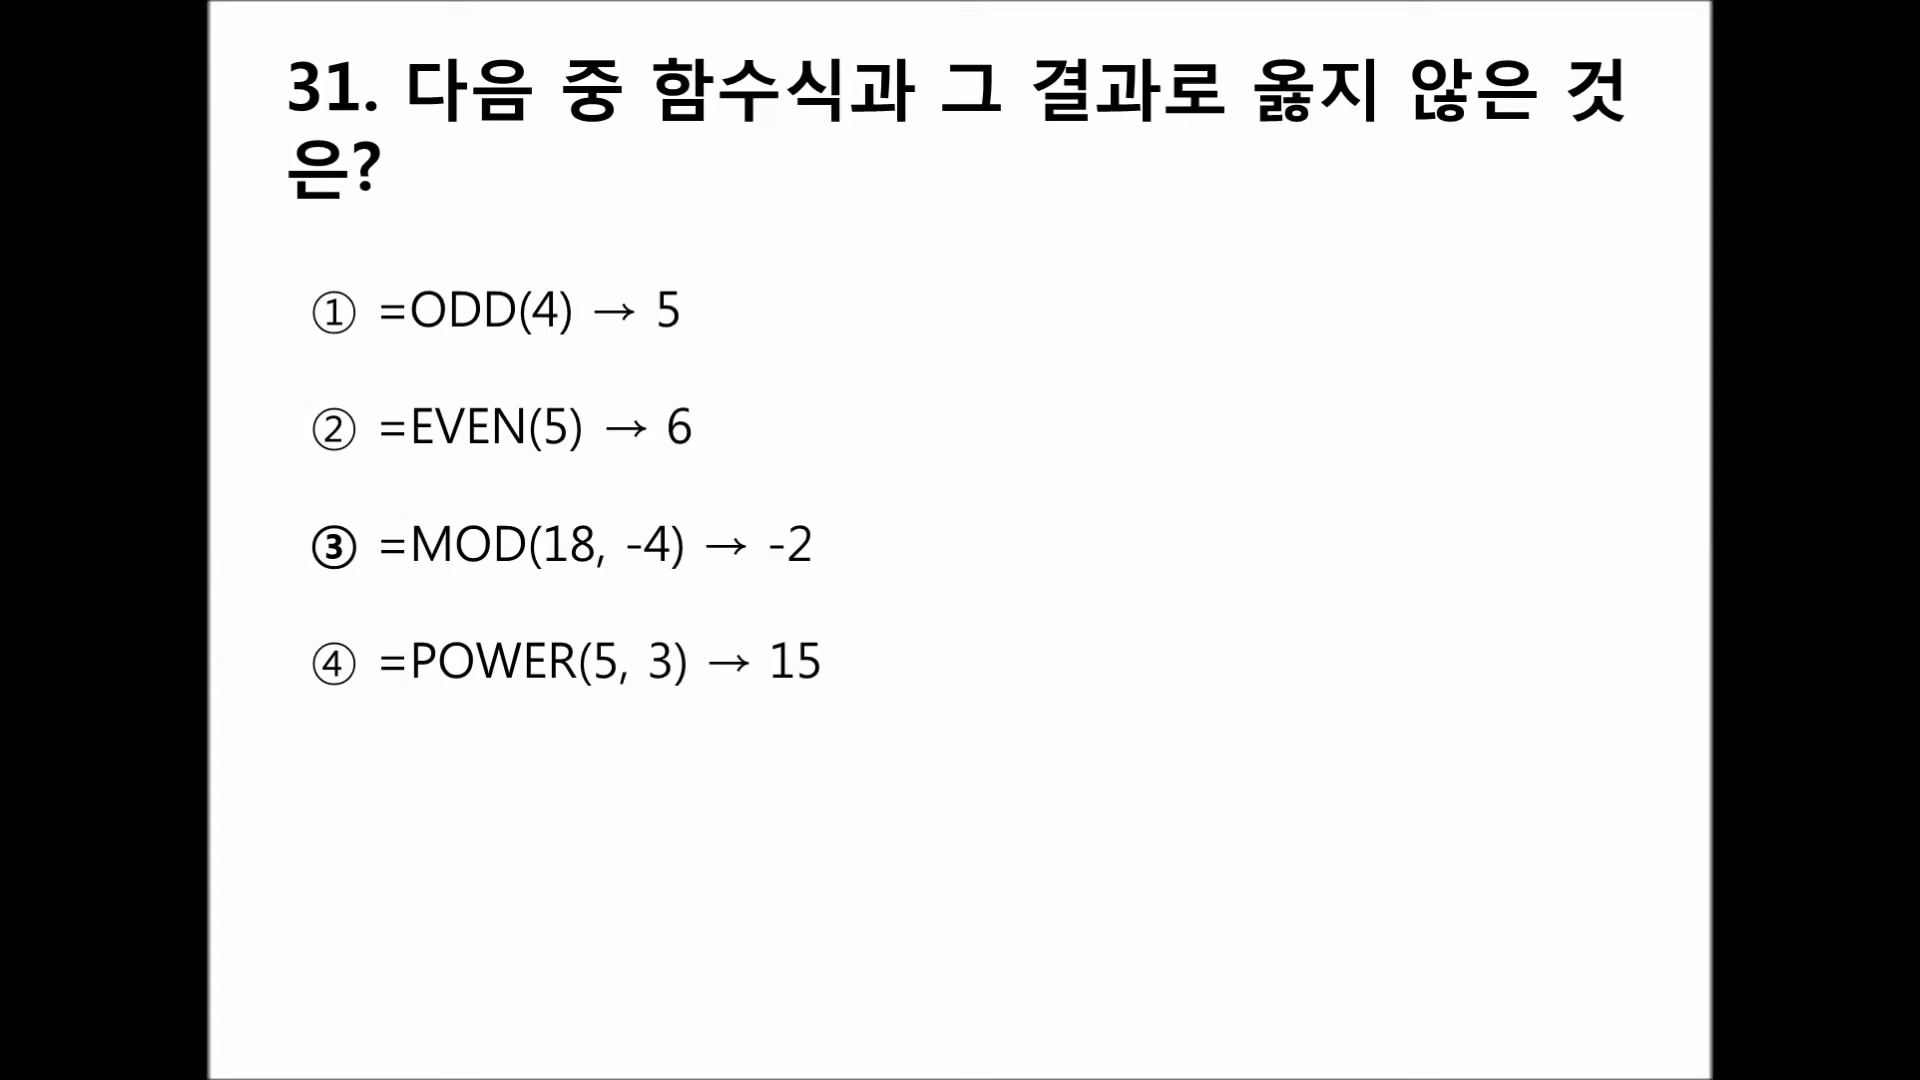 31. 다음 중 함수식과 그 결과로 옳지 않은 것
은?
① =ODD(4) → 5
② =EVEN(5) → 6
③ =MOD(18, -4) → -2
④ =POWER(5, 3) → 15